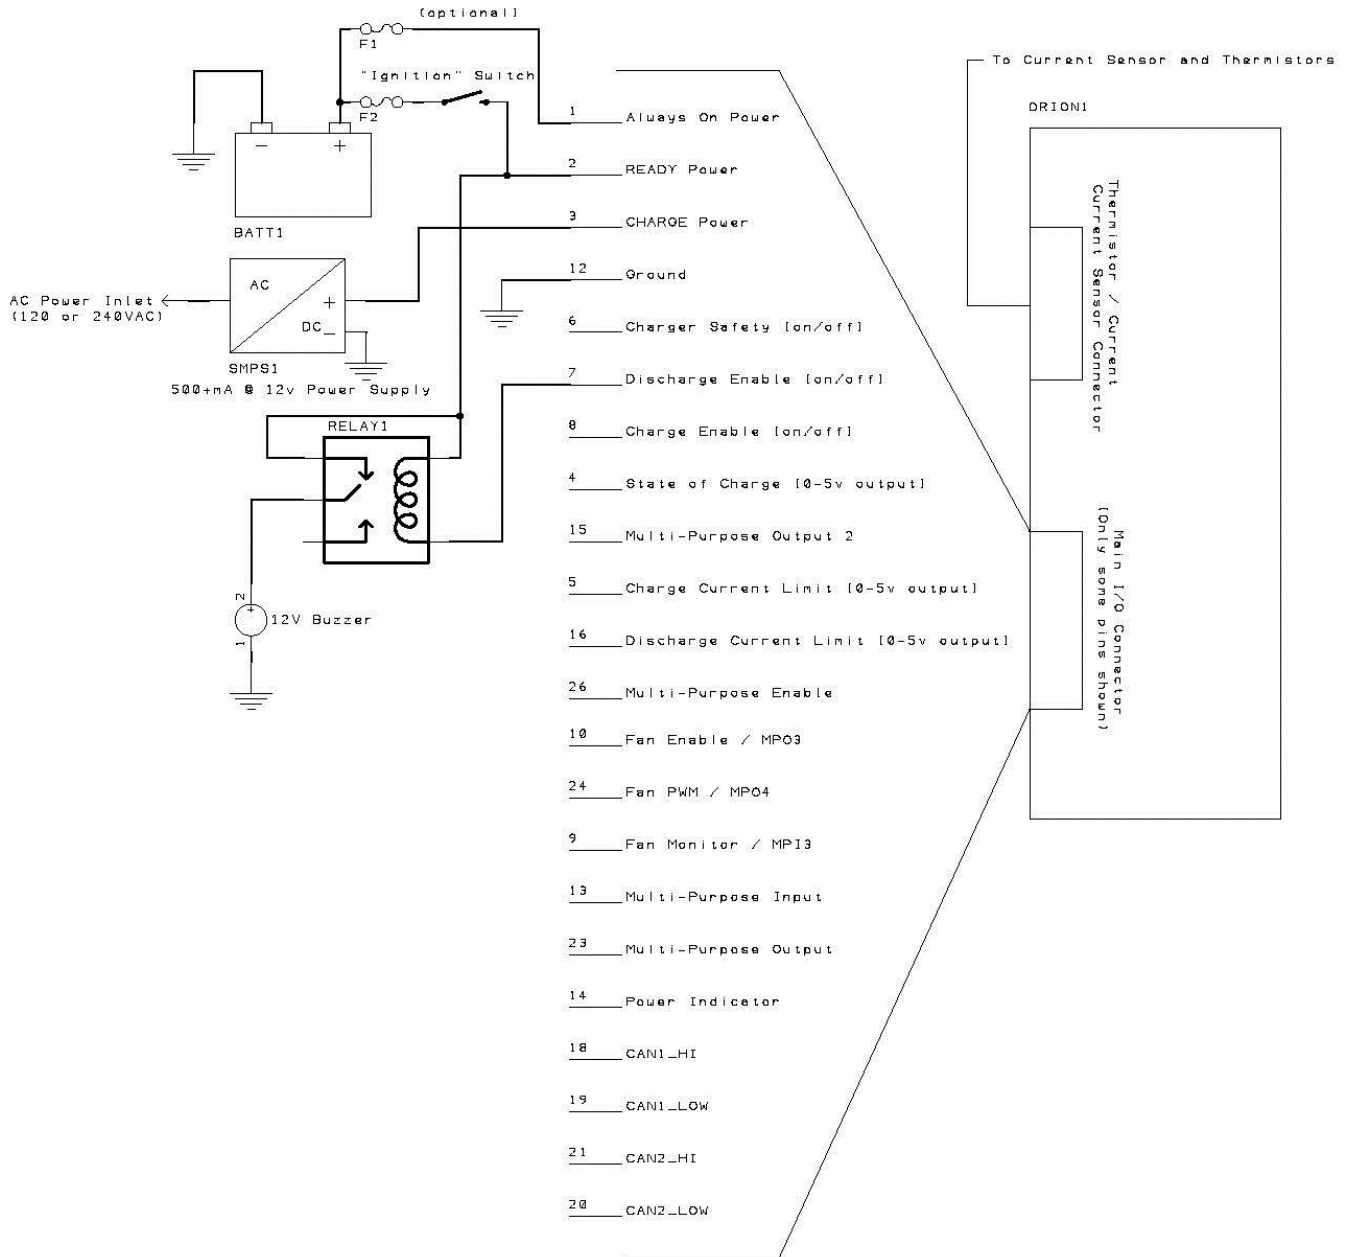 (optional)
F1
"Ignition" Switch
F2
− +
BATT1
AC Power Inlet
(120 or 240VAC)
AC
+
DC −
SMPS1
500+mA @ 12v Power Supply
RELAY1
2
+
12V Buzzer
1
1 Always On Power
2 READY Power
3 CHARGE Power
12 Ground
6 Charger Safety (on/off)
7 Discharge Enable (on/off)
8 Charge Enable (on/off)
4 State of Charge (0-5v output)
15 Multi-Purpose Output 2
5 Charge Current Limit (0-5v output)
16 Discharge Current Limit (0-5v output)
26 Multi-Purpose Enable
10 Fan Enable / MPO3
24 Fan PWM / MPO4
9 Fan Monitor / MPI3
13 Multi-Purpose Input
23 Multi-Purpose Output
14 Power Indicator
18 CAN1_HI
19 CAN1_LOW
21 CAN2_HI
20 CAN2_LOW
To Current Sensor and Thermistors
ORION1
Thermistor / Current
Current Sensor Connector
Main I/O Connector
(Only some pins shown)